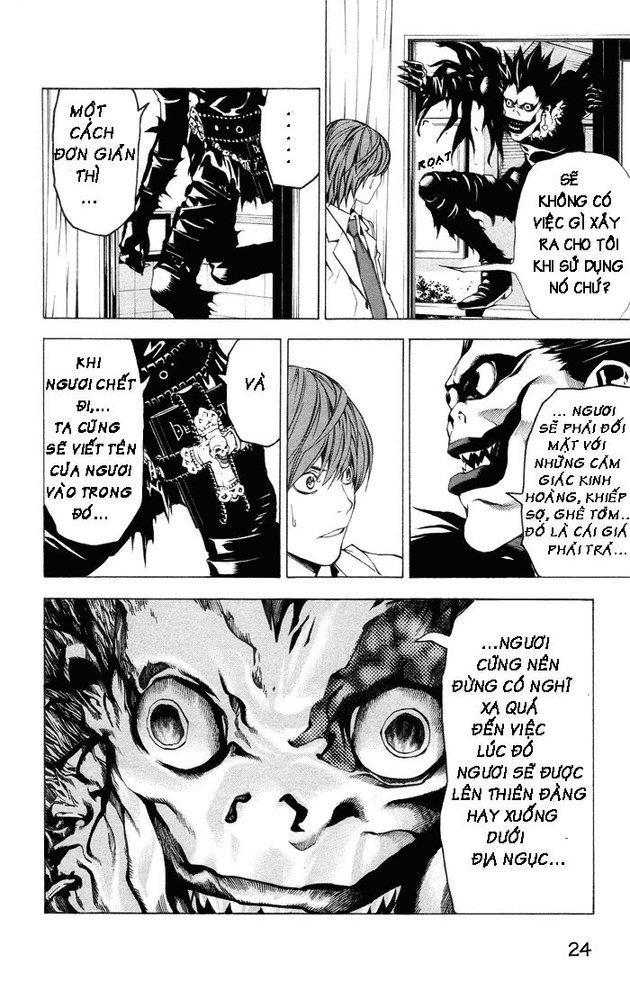 SẼ
KHÔNG CÓ
VIỆC GÌ XẢY
RA CHO TÔI
KHI SỬ DỤNG
NÓ CHỨ?
ROAT
....
MỘT
CÁCH
ĐƠN GIẢN
THÌ
...
... NGƯƠI
SẼ
PHẢI ĐỐI
MẶT VỚI
NHỮNG CẢM
GIÁC KINH
HOÀNG, KHIẾP
SỢ, GHÊ TỞM..
ĐÓ LÀ CÁI GIÁ
PHẢI TRẢ...
VÀ
KHI
NGƯƠI CHẾT
ĐI,...
TA CŨNG
SẼ VIẾT TÊN
CỦA NGƯƠI
VÀO TRONG
ĐÓ...
...NGƯƠI
CŨNG NÊN
ĐỪNG CÓ NGHĨ
XA QUÁ
ĐẾN VIỆC
LÚC ĐÓ
NGƯƠI SẼ ĐƯỢC
LÊN THIÊN ĐÀNG
HAY XUỐNG
DƯỚI
ĐỊA NGỤC...
24